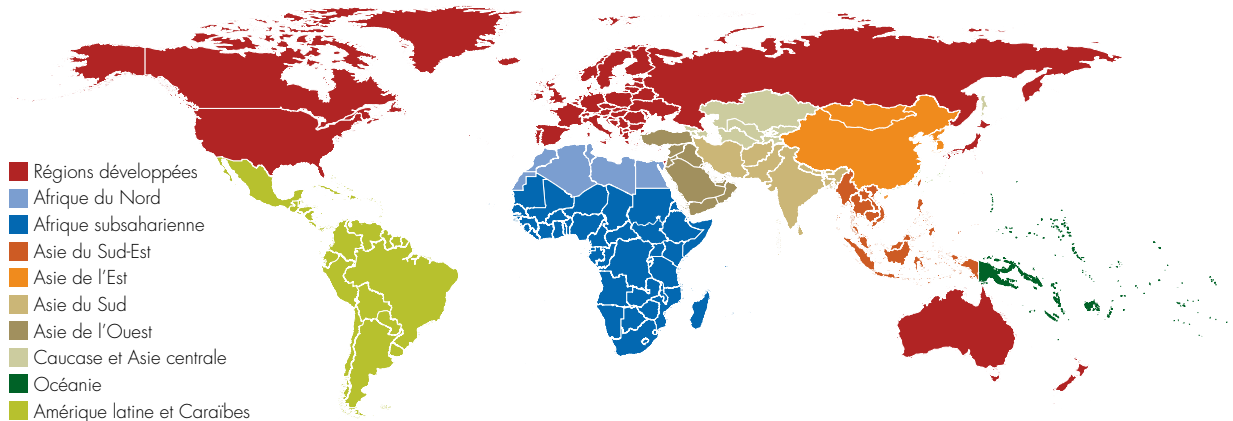 Régions développées
Afrique du Nord
Afrique subsaharienne
Asie du Sud-Est
Asie de l'Est
Asie du Sud
Asie de l'Ouest
Caucase et Asie centrale
Océanie
Amérique latine et Caraïbes